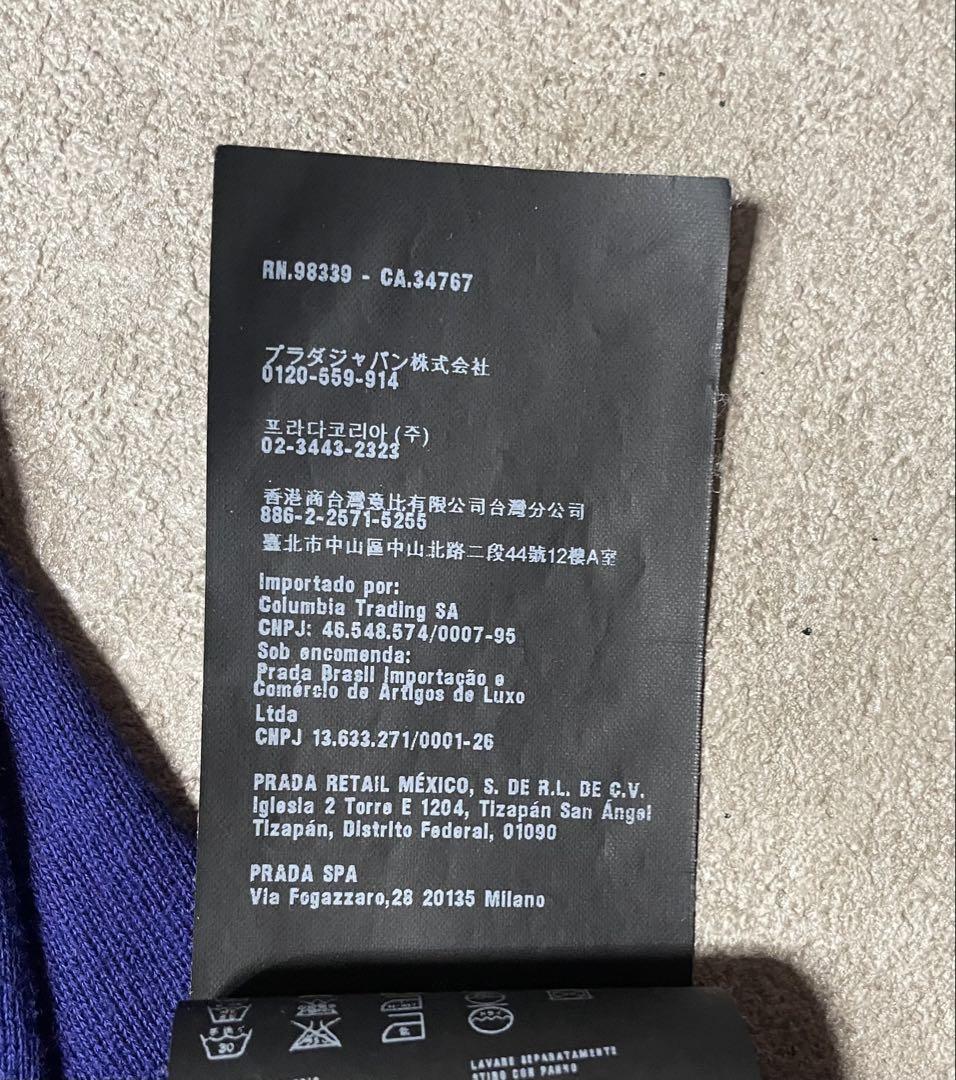 RN.98339 - CA.34767
プラダジャパン株式会社
0120-559-914
프라다코리아 (주)
02-3443-2323
香港商台灣意比有限公司台灣分公司
886-2-2571-5255
臺北市中山區中山北路二段44號12樓A室
Importado por:
Columbia Trading SA
CNPJ: 46.548.574/0007-95
Sob encomenda:
Prada Brasil Importação e
Comércio de Artigos de Luxo
Ltda
CNPJ 13.633.271/0001-26
PRADA RETAIL MÉXICO, S. DE R.L. DE C.V.
Iglesia 2 Torre E 1204, Tizapán San Ángel
Tizapán, Distrito Federal, 01090
PRADA SPA
Via Fogazzaro,28 20135 Milano
30
LAVARE SEPARATAMENTE
CON PANNO